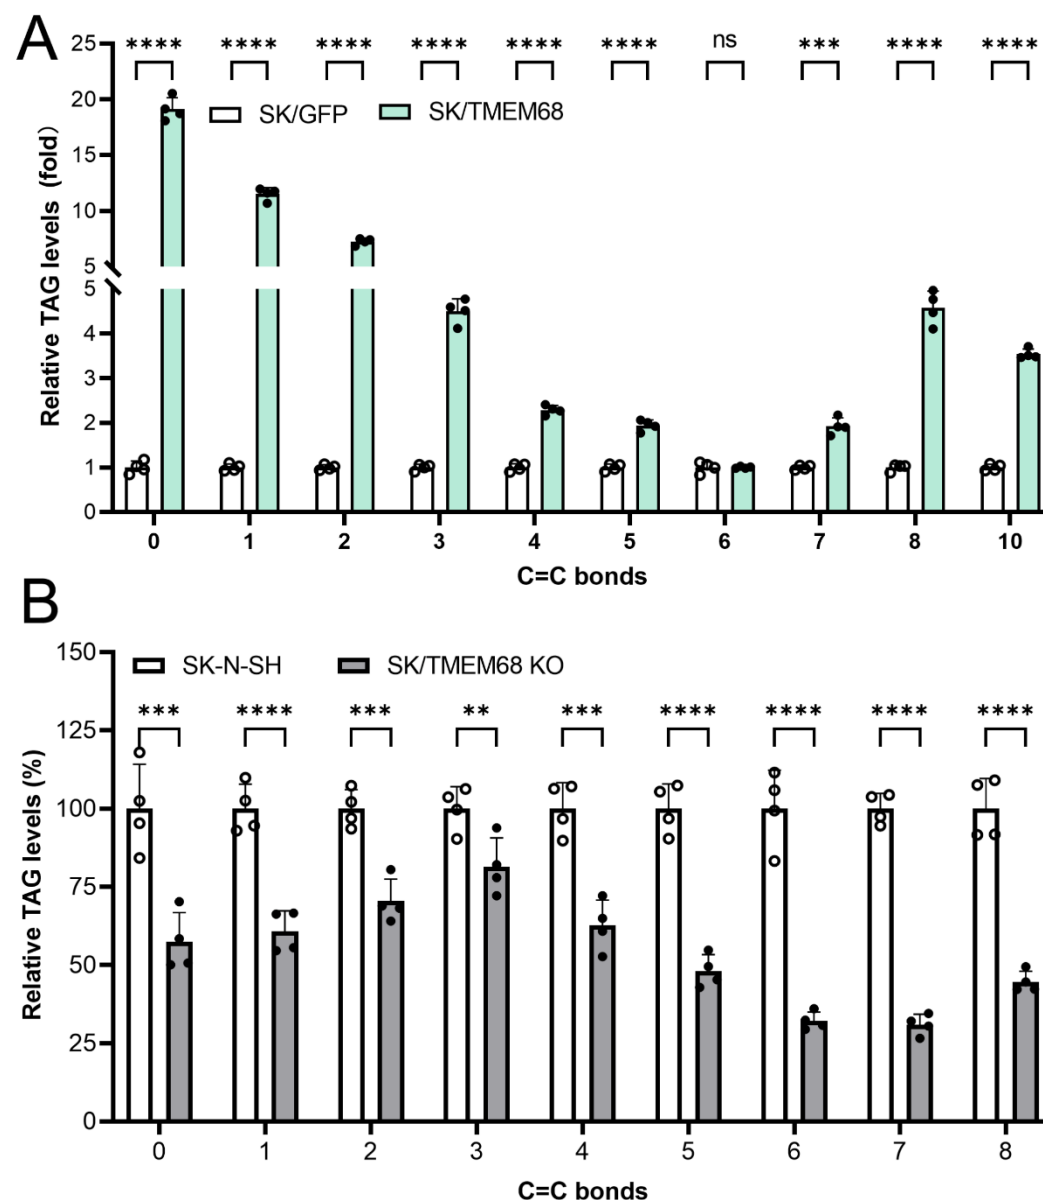 A
**** **** **** **** **** **** ns *** **** ****
SK/GFP SK/TMEM68
Relative TAG levels (fold)
25
20
15
10
5
5
4
3
2
1
0
0 1 2 3 4 5 6 7 8 10
C=C bonds
B
SK-N-SH SK/TMEM68 KO
*** **** *** ** *** **** **** **** ****
Relative TAG levels (%)
150
125
100
75
50
25
0
0 1 2 3 4 5 6 7 8
C=C bonds